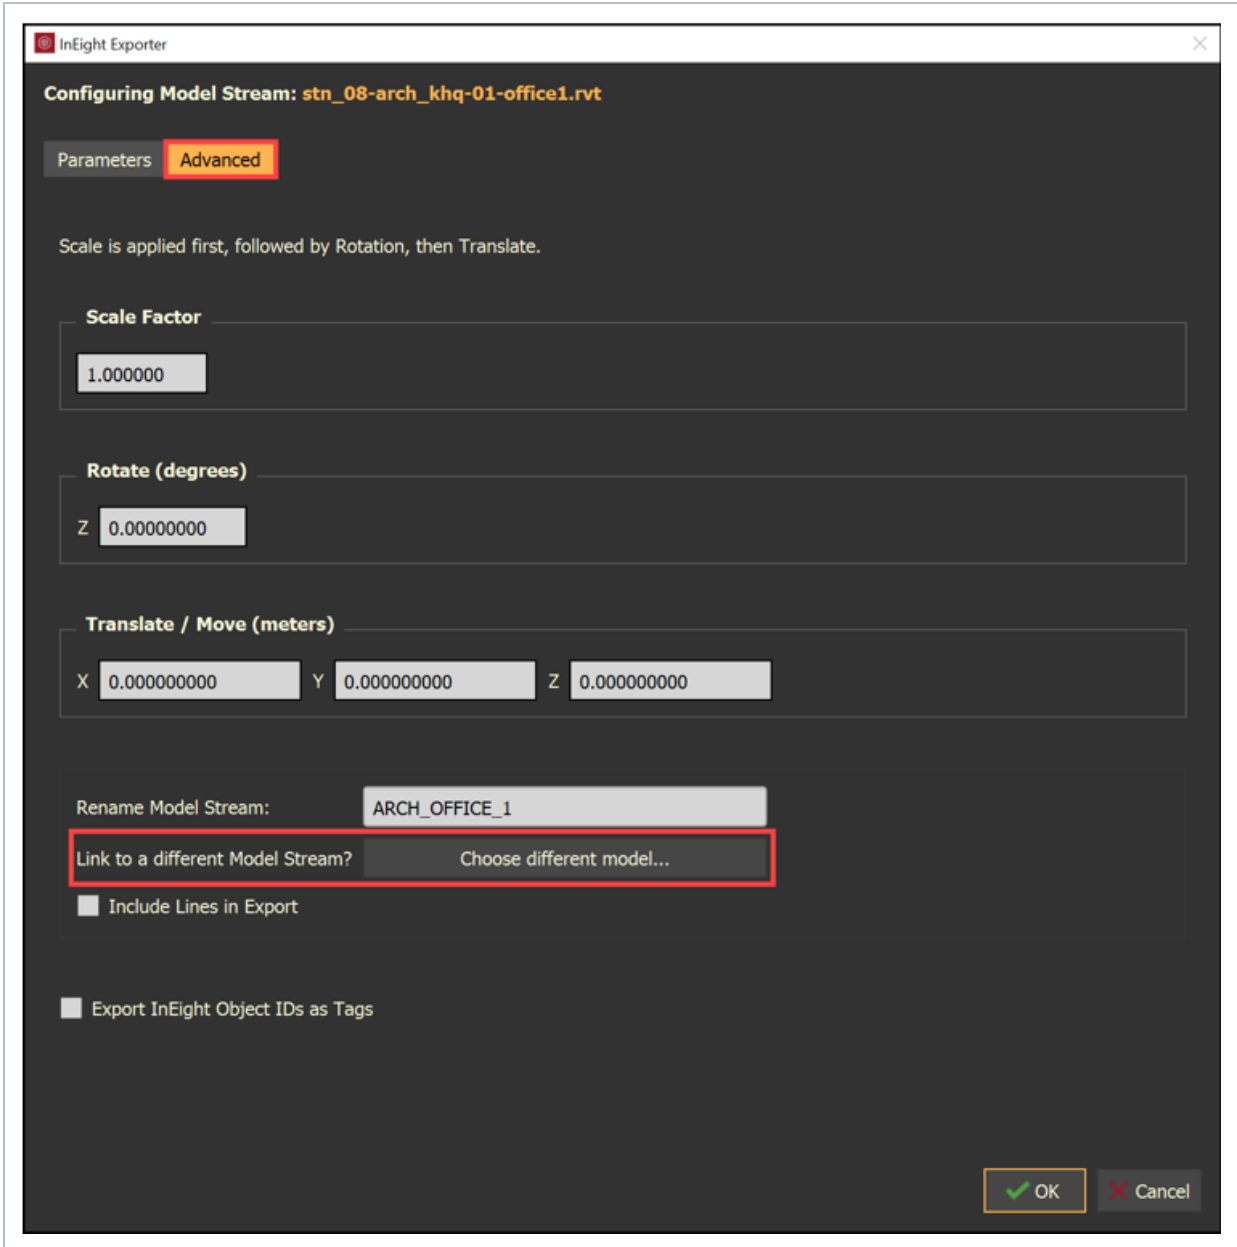 InEight Exporter
Configuring Model Stream: stn_08-arch_khq-01-office1.rvt
Parameters Advanced
Scale is applied first, followed by Rotation, then Translate.
Scale Factor
1.000000
Rotate (degrees)
Z 0.00000000
Translate / Move (meters)
X 0.000000000 Y 0.000000000 Z 0.000000000
Rename Model Stream: ARCH_OFFICE_1
Link to a different Model Stream? Choose different model...
Include Lines in Export
Export InEight Object IDs as Tags
OK Cancel